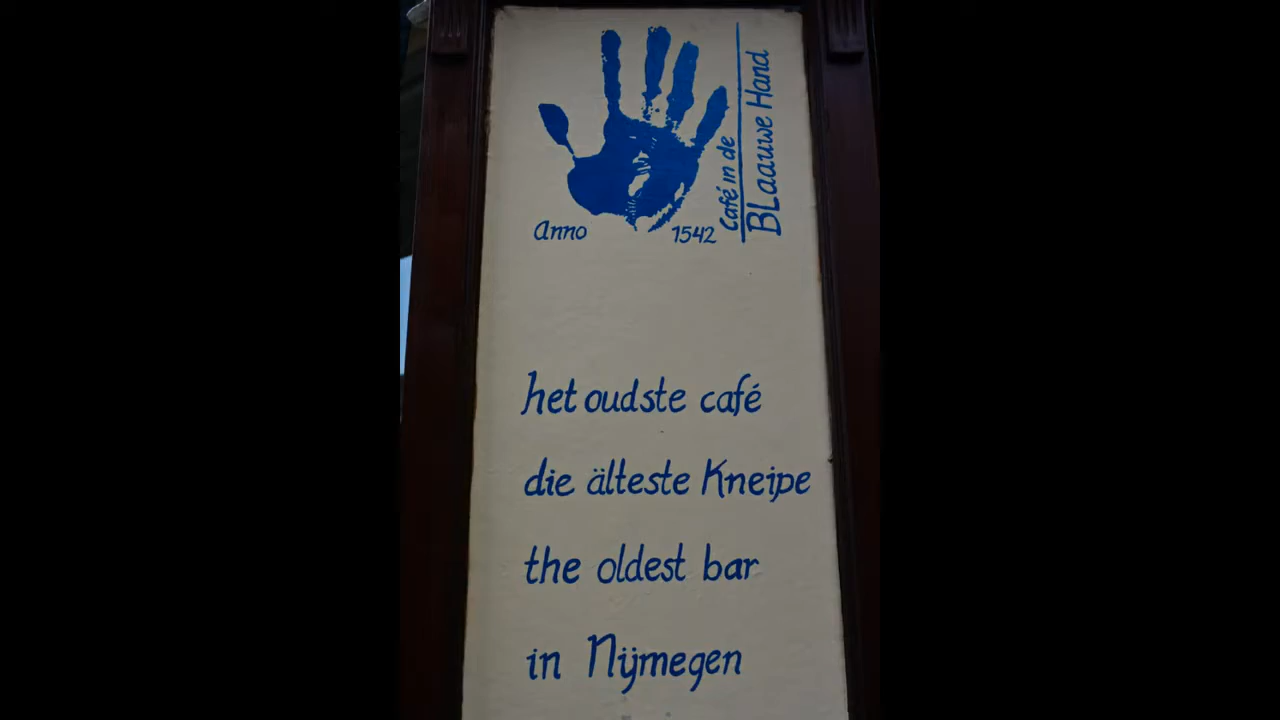 Café in de
BLaauwe Hand
Anno 1542
het oudste café
die älteste Kneipe
the oldest bar
in Nijmegen